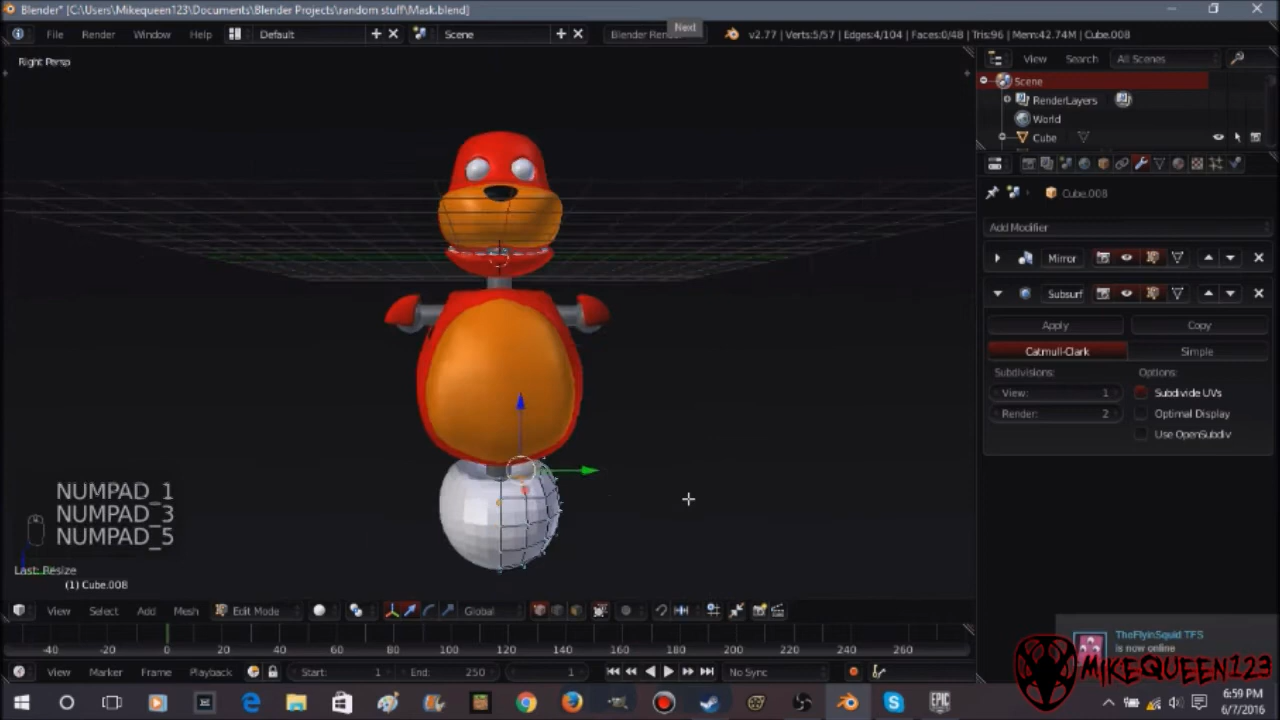 Blender* [C:\Users\Mikequeen123\Documents\Blender Projects\random stuff\Mask.blend]
File Render Window Help Default Scene Blender Render Next v2.77 | Verts:5/57 | Edges:4/104 | Faces:0/48 | Tris:96 | Mem:42.74M | Cube.008
Right Persp
View Search All Scenes
Scene
RenderLayers
World
Cube
Cube.008
Add Modifier
Mirror
Subsurf
Apply Copy
Catmull-Clark Simple
Subdivisions: Options:
View: 1 Subdivide UVs
Render: 2 Optimal Display
Use OpenSubdiv
NUMPAD_1
NUMPAD_3
NUMPAD_5
Last: Resize
(1) Cube.008
View Select Add Mesh Edit Mode Global
-40 -20 0 20 40 60 80 100 120 140 160 180 200 220 240 260
View Marker Frame Playback Start: 1 End: 250 1 No Sync
TheFlyinSquid TFS
is now online
MIKEQUEEN123
EPIC
6:59 PM
6/7/2016